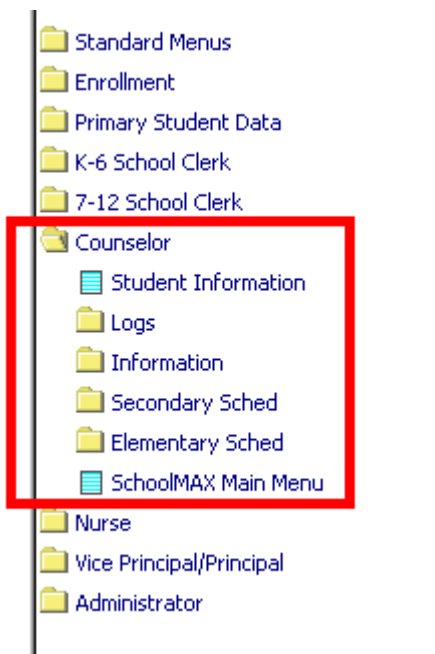 Standard Menus
Enrollment
Primary Student Data
K-6 School Clerk
7-12 School Clerk
Counselor
Student Information
Logs
Information
Secondary Sched
Elementary Sched
SchoolMAX Main Menu
Nurse
Vice Principal/Principal
Administrator